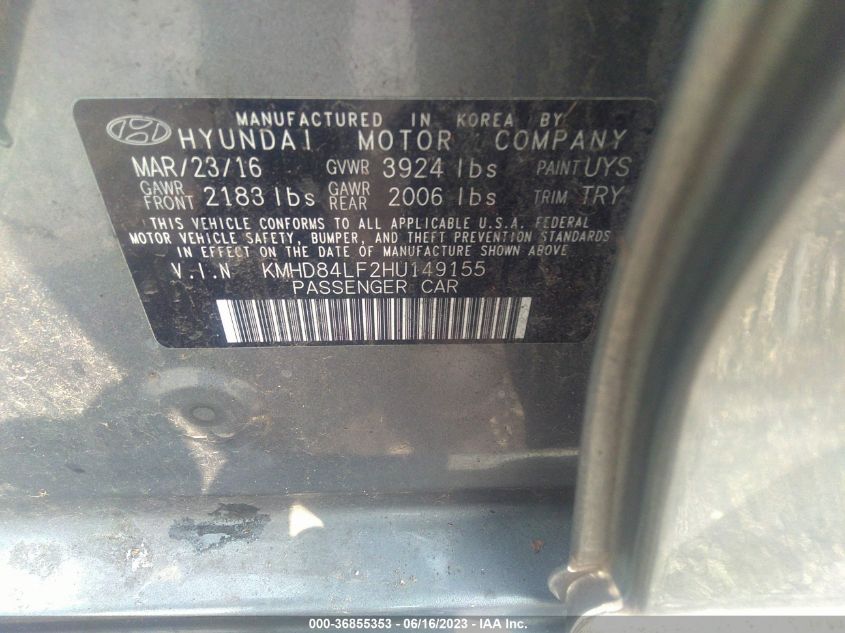 MANUFACTURED IN KOREA BY
HYUNDAI MOTOR COMPANY
MAR/23/16 GVWR 3924 lbs PAINT UYS
GAWR FRONT 2183 lbs GAWR REAR 2006 lbs TRIM TRY
THIS VEHICLE CONFORMS TO ALL APPLICABLE U.S.A. FEDERAL
MOTOR VEHICLE SAFETY, BUMPER, AND THEFT PREVENTION STANDARDS
IN EFFECT ON THE DATE OF MANUFACTURE SHOWN ABOVE.
V.I.N KMHD84LF2HU149155
PASSENGER CAR
000-36855353 - 06/16/2023 - IAA Inc.